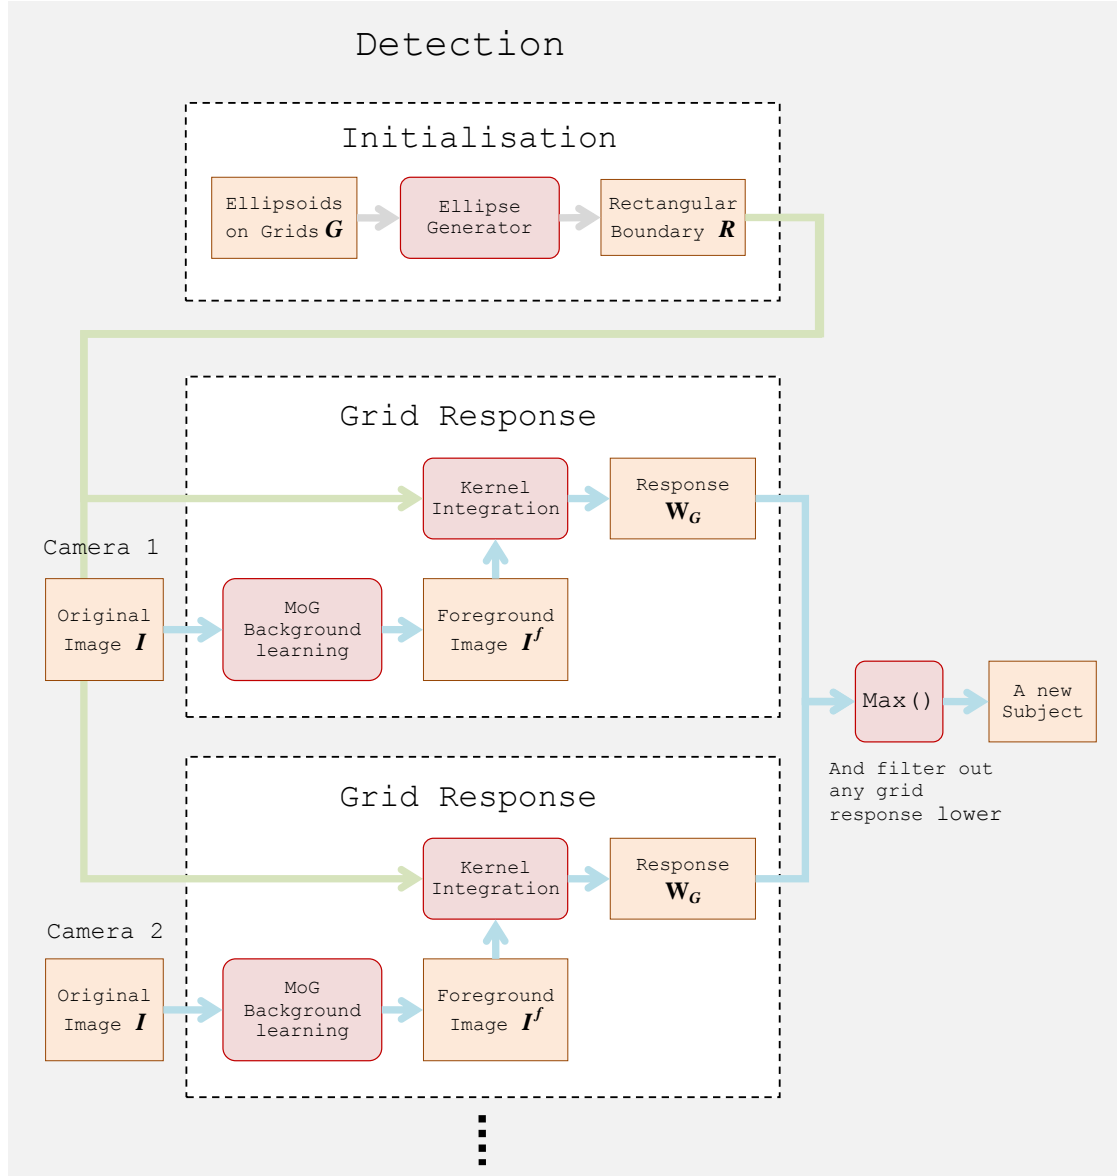 Detection
Initialisation
Ellipsoids
on Grids G
Ellipse
Generator
Rectangular
Boundary R
Grid Response
Kernel
Integration
Response
W_G
Camera 1
Original
Image I
MoG
Background
learning
Foreground
Image I^f
Max()
A new
Subject
And filter out
any grid
response lower
Grid Response
Kernel
Integration
Response
W_G
Camera 2
Original
Image I
MoG
Background
learning
Foreground
Image I^f